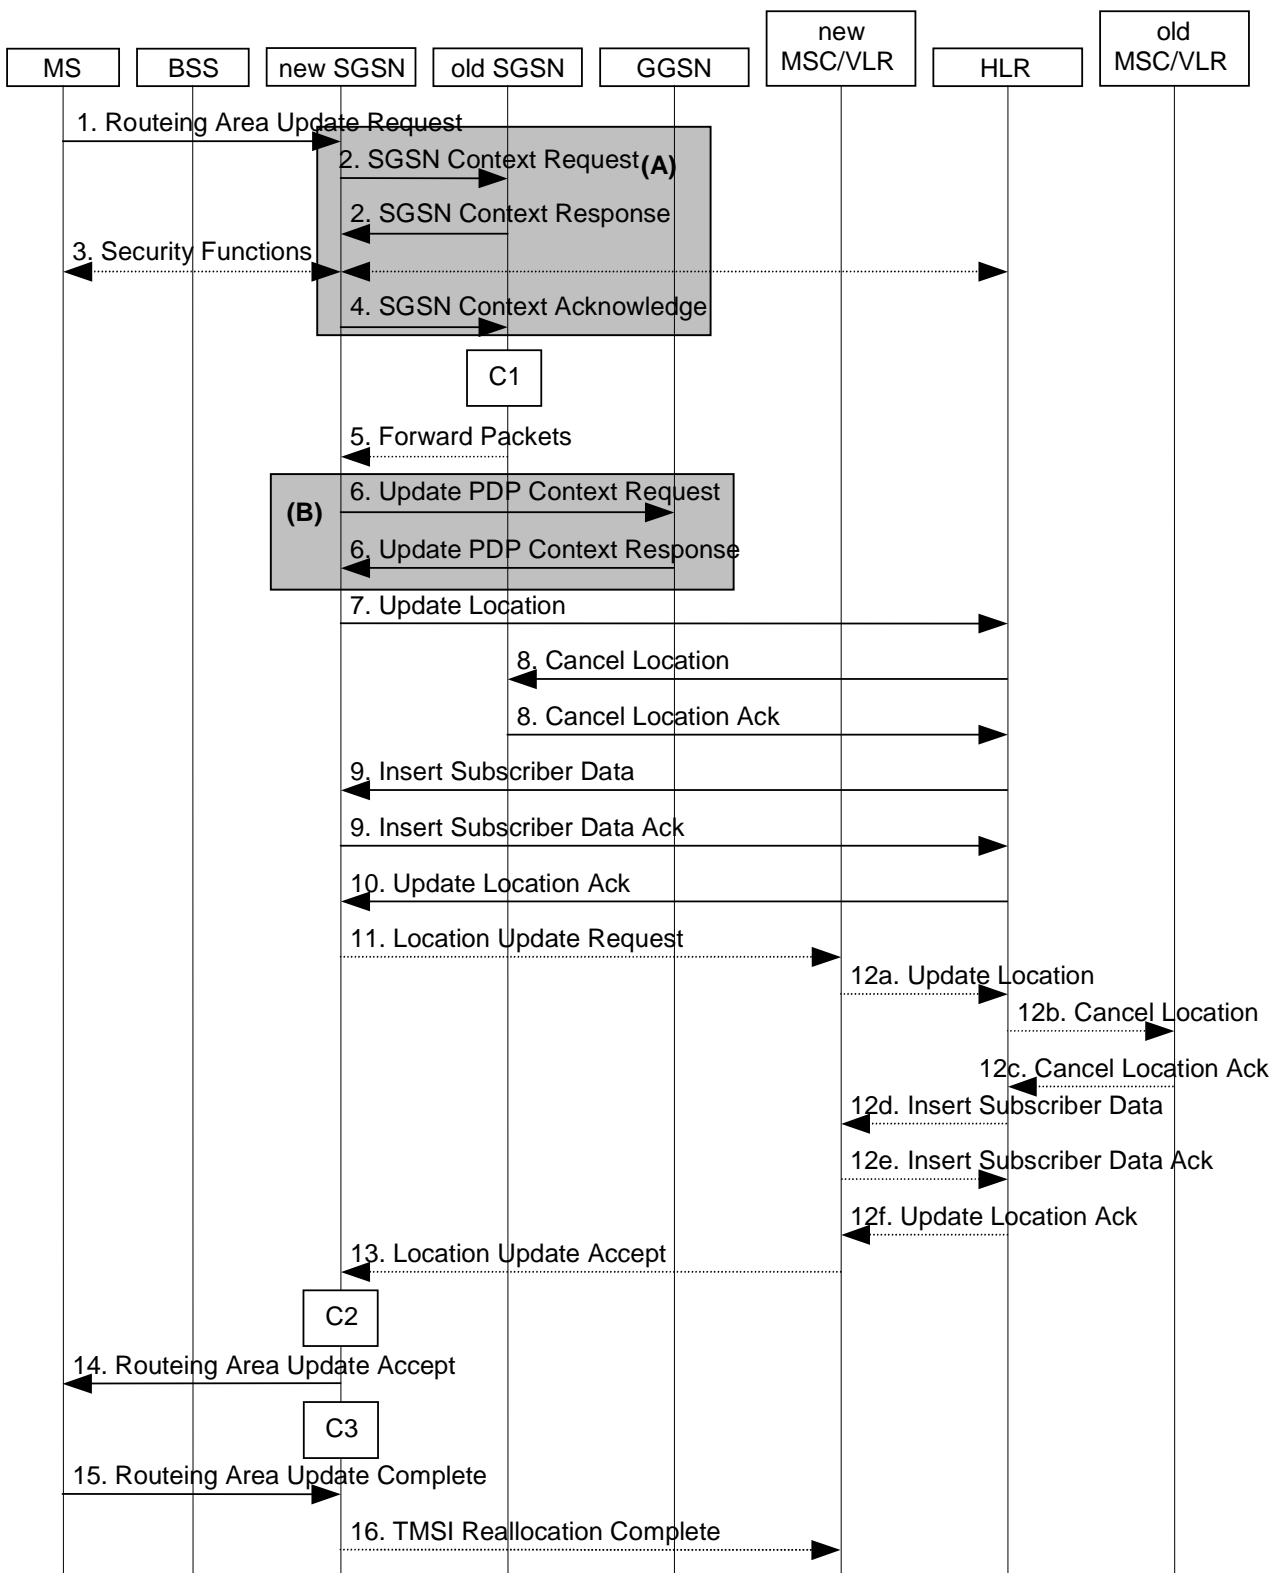 new
MSC/VLR
old
MSC/VLR
MS
BSS
new SGSN
old SGSN
GGSN
HLR
1. Routeing Area Update Request
2. SGSN Context Request
(A)
2. SGSN Context Response
3. Security Functions
4. SGSN Context Acknowledge
C1
5. Forward Packets
(B)
6. Update PDP Context Request
6. Update PDP Context Response
7. Update Location
8. Cancel Location
8. Cancel Location Ack
9. Insert Subscriber Data
9. Insert Subscriber Data Ack
10. Update Location Ack
11. Location Update Request
12a. Update Location
12b. Cancel Location
12c. Cancel Location Ack
12d. Insert Subscriber Data
12e. Insert Subscriber Data Ack
12f. Update Location Ack
13. Location Update Accept
C2
14. Routeing Area Update Accept
C3
15. Routeing Area Update Complete
16. TMSI Reallocation Complete